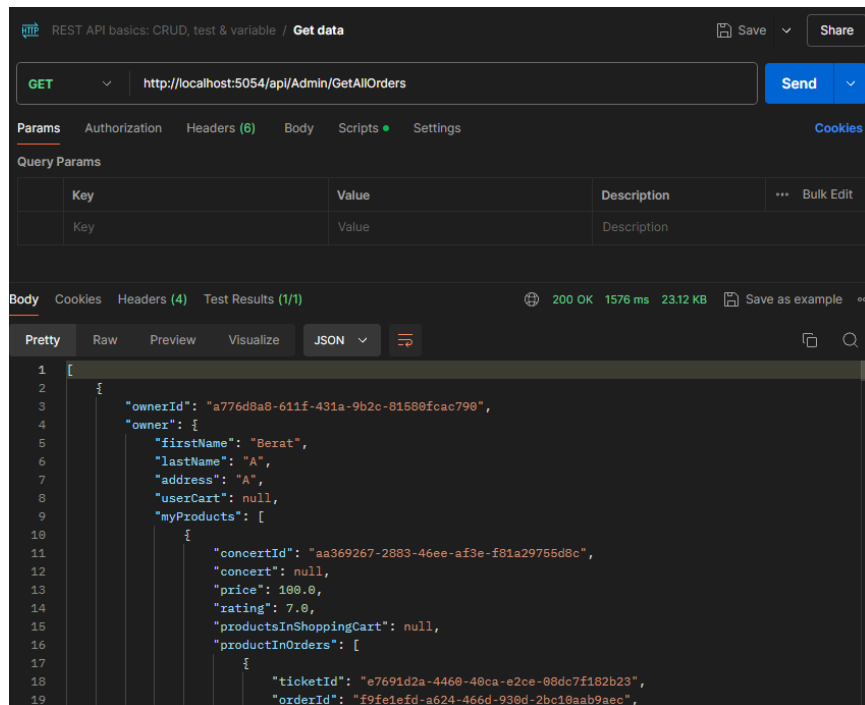 HTTP REST API basics: CRUD, test & variable / Get data Save Share
GET http://localhost:5054/api/Admin/GetAllOrders Send
Params Authorization Headers (6) Body Scripts Settings Cookies
Query Params
Key Value Description ••• Bulk Edit
Key Value Description
Body Cookies Headers (4) Test Results (1/1) 200 OK 1576 ms 23.12 KB Save as example
Pretty Raw Preview Visualize JSON
1 [
2 {
3 "ownerId": "a776d8a8-611f-431a-9b2c-81580fcac790",
4 "owner": {
5 "firstName": "Berat",
6 "lastName": "A",
7 "address": "A",
8 "userCart": null,
9 "myProducts": [
10 {
11 "concertId": "aa369267-2883-46ee-af3e-f81a29755d8c",
12 "concert": null,
13 "price": 100.0,
14 "rating": 7.0,
15 "productsInShoppingCart": null,
16 "productInOrders": [
17 {
18 "ticketId": "e7691d2a-4460-40ca-e2ce-08dc7f182b23",
19 "orderId": "f9fe1efd-a624-466d-930d-2bc10aab9aec",